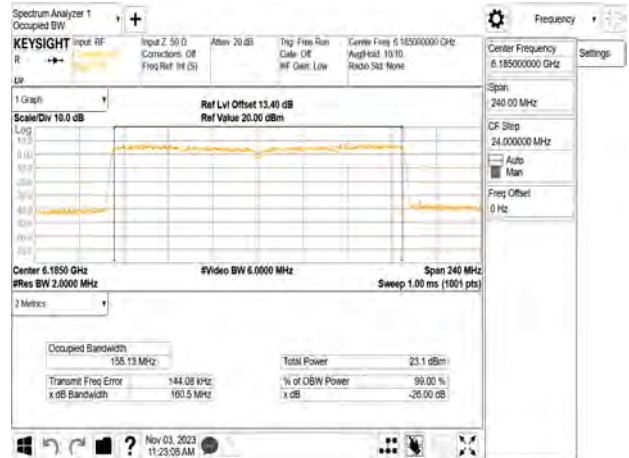 Spectrum Analyzer 1
Occupied BW
Frequency
KEYSIGHT
Input: RF
Input Z: 50 Ω
Corrections: Off
Freq Ref: Int (S)
Atten: 20 dB
Trig: Free Run
Gate: Off
#IF Gain: Low
Center Freq: 6.185000000 GHz
Avg|Hold: 10/10
Radio Std: None
R
Center Frequency
6.185000000 GHz
Settings
Span
240.00 MHz
CF Step
24.000000 MHz
Auto
Man
Freq Offset
0 Hz
1 Graph
Scale/Div 10.0 dB
Ref Lvl Offset 13.40 dB
Ref Value 20.00 dBm
Log
Center 6.1850 GHz
#Res BW 2.0000 MHz
#Video BW 6.0000 MHz
Span 240 MHz
Sweep 1.00 ms (1001 pts)
2 Metrics
Occupied Bandwidth
155.13 MHz
Total Power 23.1 dBm
Transmit Freq Error 144.08 kHz
% of OBW Power 99.00 %
x dB Bandwidth 160.5 MHz
x dB -26.00 dB
?
Nov 03, 2023
11:23:08 AM